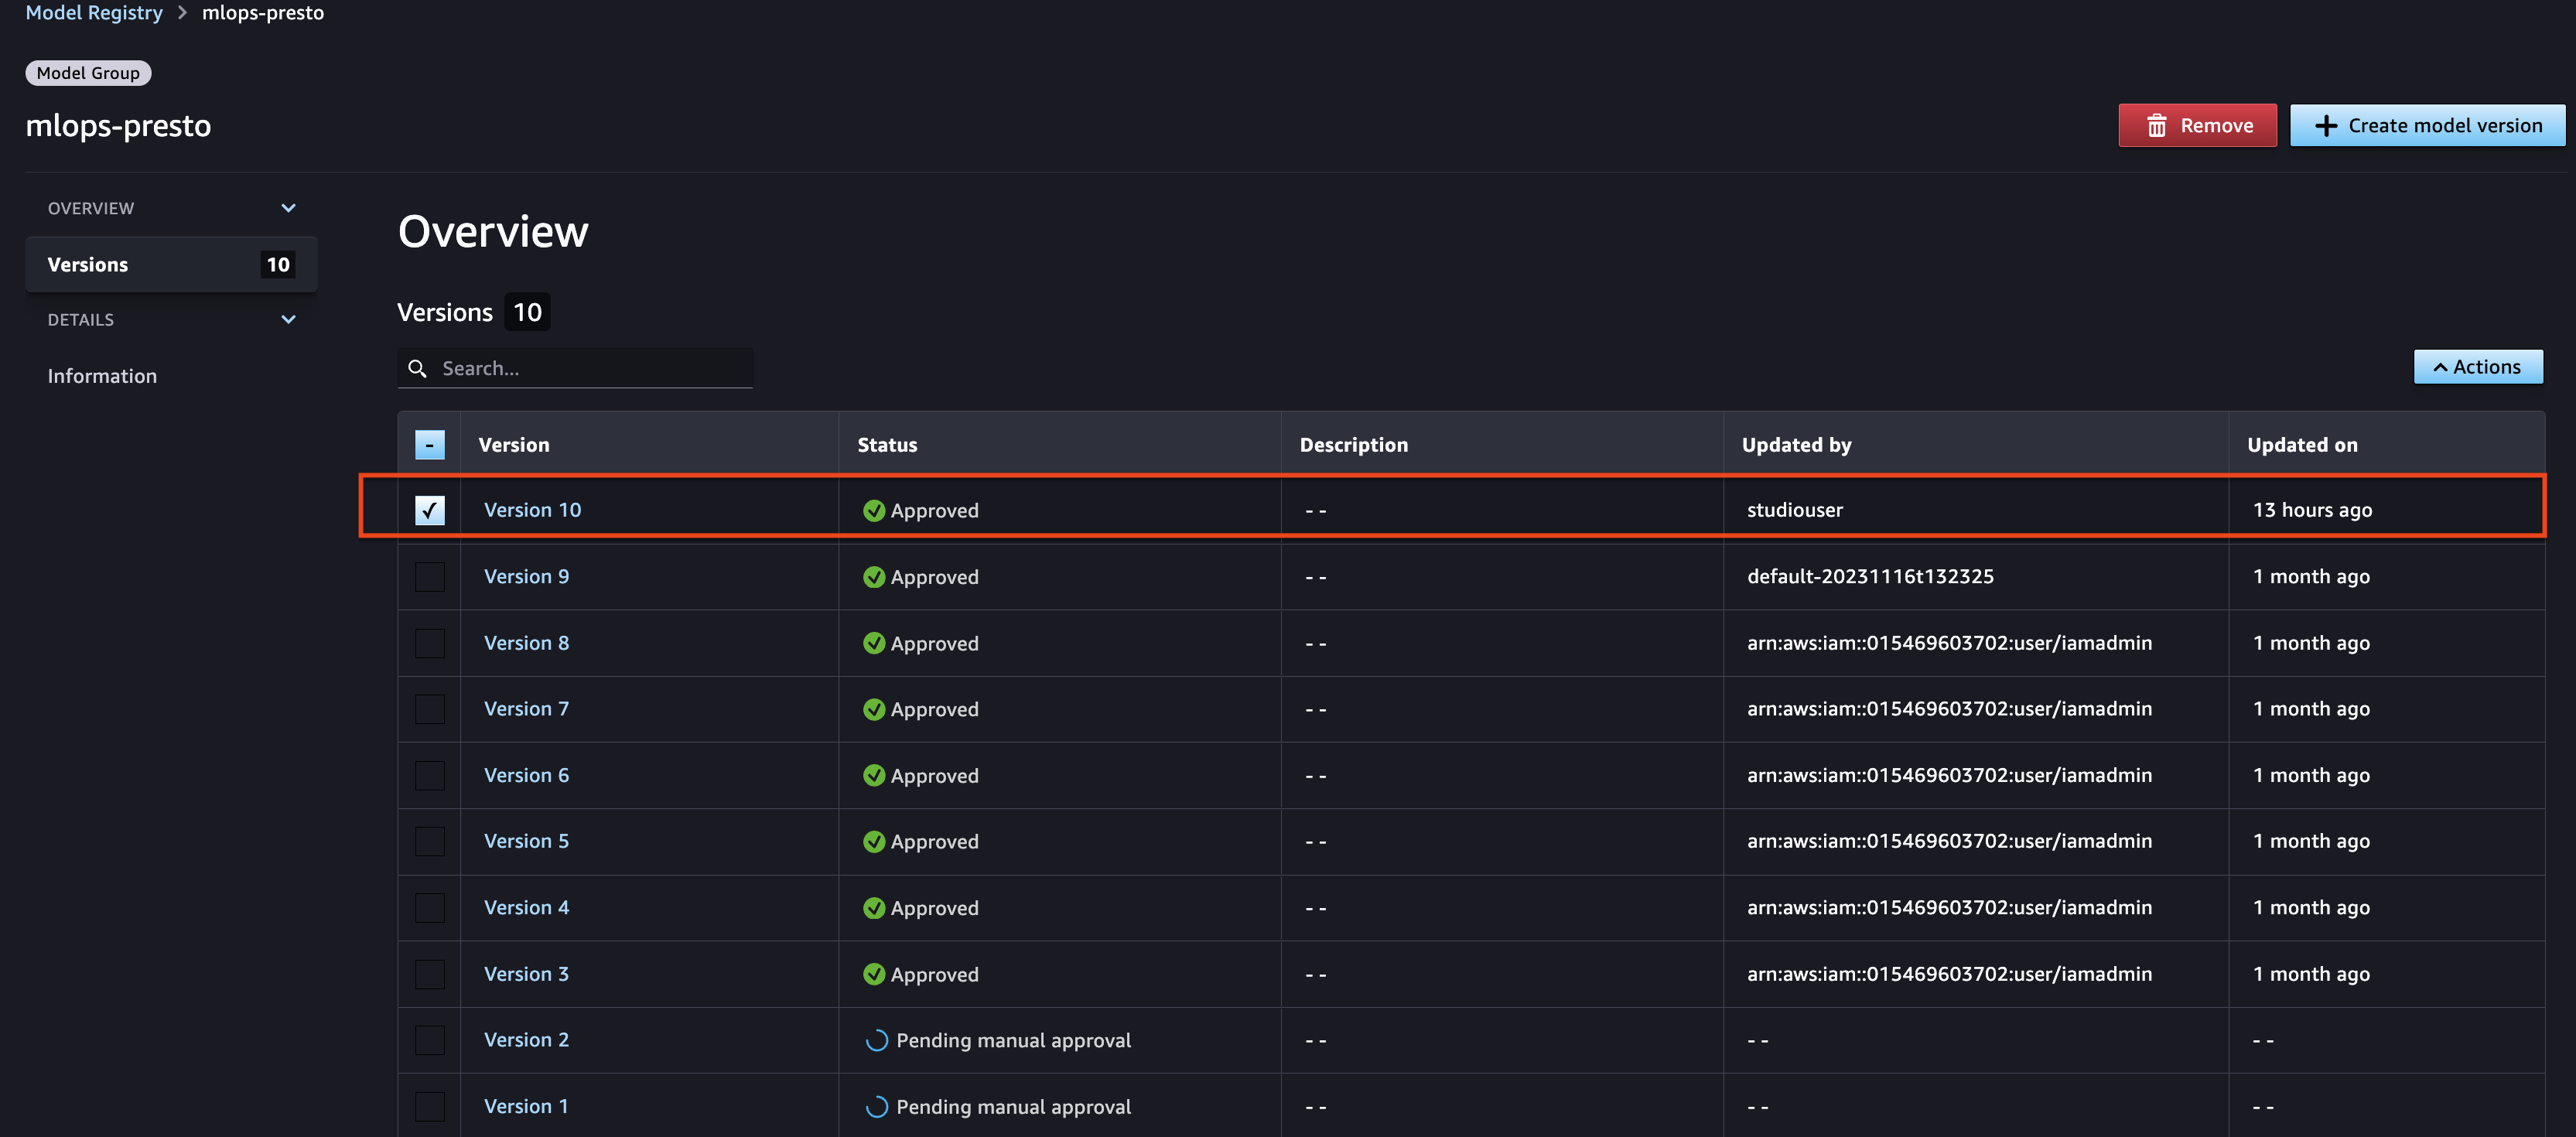 Model Registry > mlops-presto
Model Group
mlops-presto
Remove
+ Create model version
OVERVIEW
Versions 10
DETAILS
Information
Overview
Versions 10
Search...
Actions
- Version Status Description Updated by Updated on
Version 10 Approved - - studiouser 13 hours ago
Version 9 Approved - - default-20231116t132325 1 month ago
Version 8 Approved - - arn:aws:iam::015469603702:user/iamadmin 1 month ago
Version 7 Approved - - arn:aws:iam::015469603702:user/iamadmin 1 month ago
Version 6 Approved - - arn:aws:iam::015469603702:user/iamadmin 1 month ago
Version 5 Approved - - arn:aws:iam::015469603702:user/iamadmin 1 month ago
Version 4 Approved - - arn:aws:iam::015469603702:user/iamadmin 1 month ago
Version 3 Approved - - arn:aws:iam::015469603702:user/iamadmin 1 month ago
Version 2 Pending manual approval - - - - - -
Version 1 Pending manual approval - - - - - -